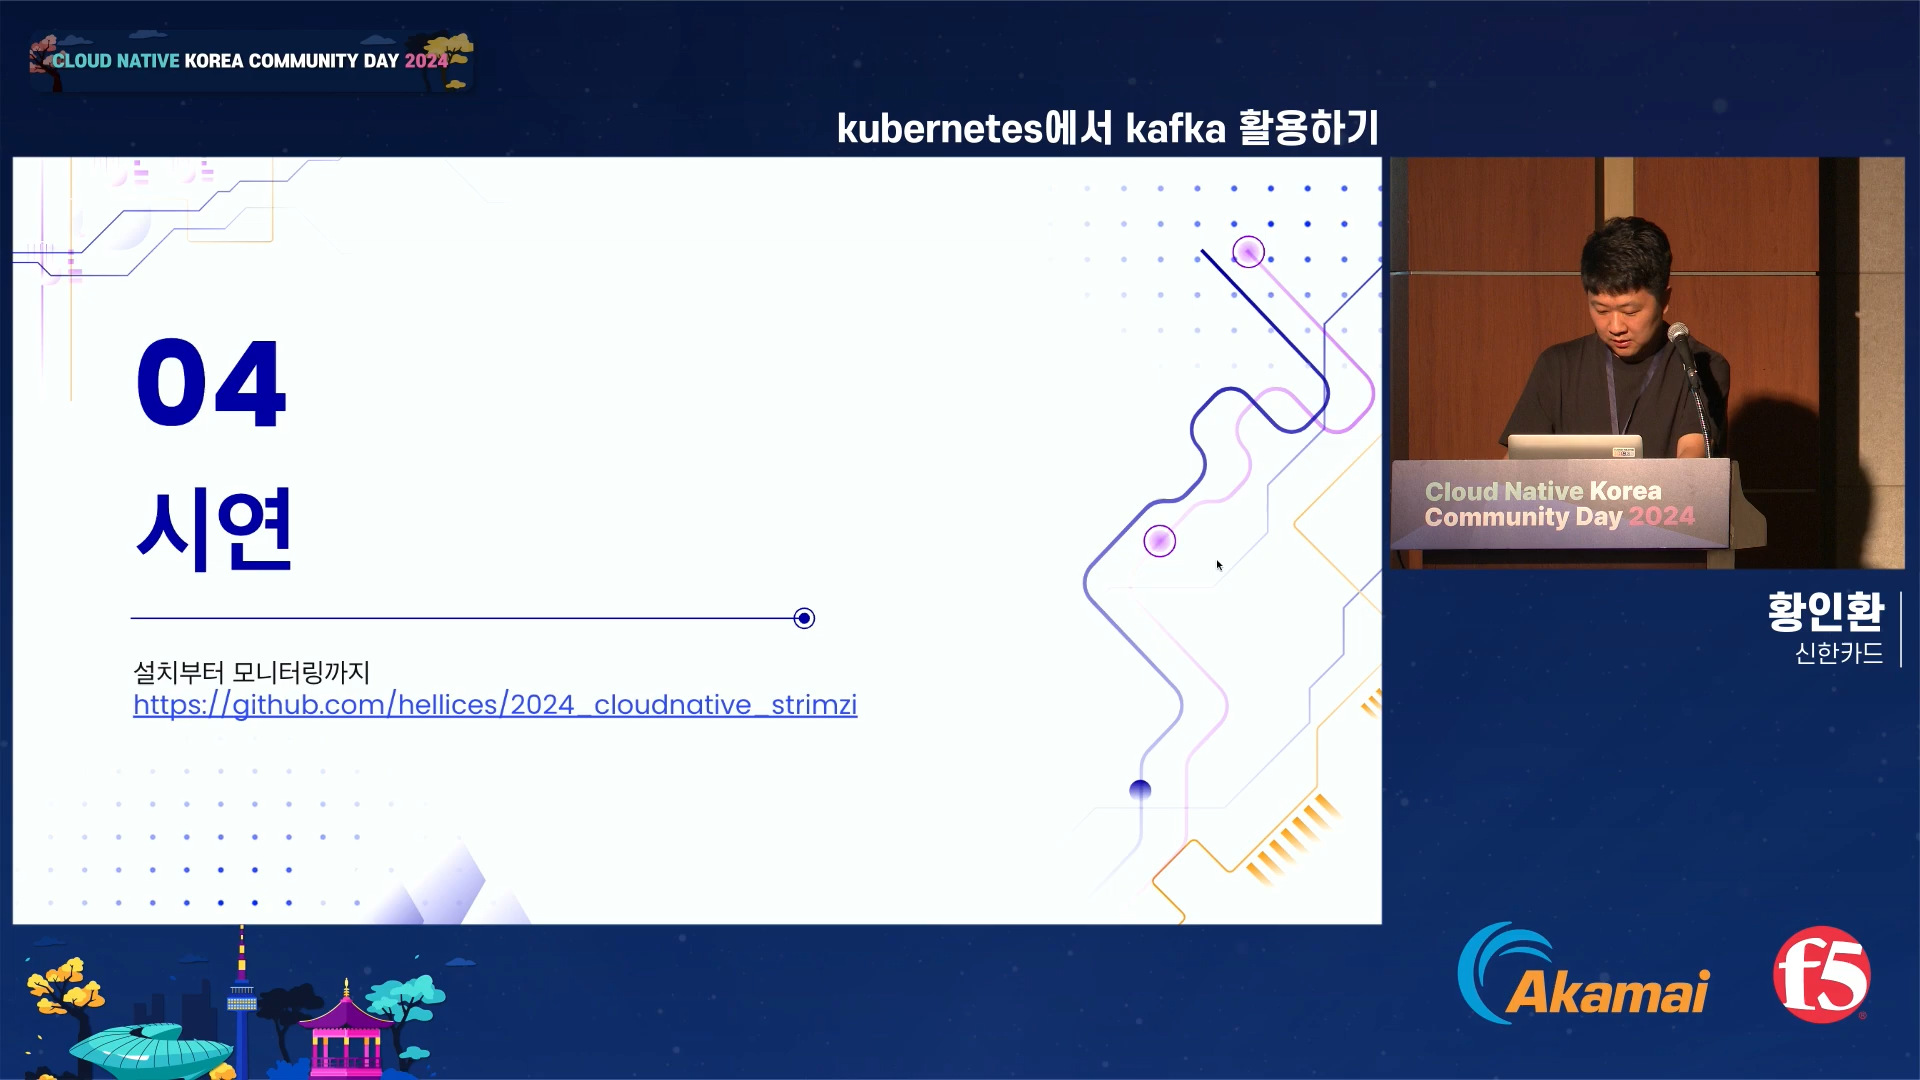 CLOUD NATIVE KOREA COMMUNITY DAY 2024
kubernetes에서 kafka 활용하기
04
시연
설치부터 모니터링까지
https://github.com/hellices/2024_cloudnative_strimzi
Cloud Native Korea
Community Day 2024
황인환
신한카드
Akamai
f5